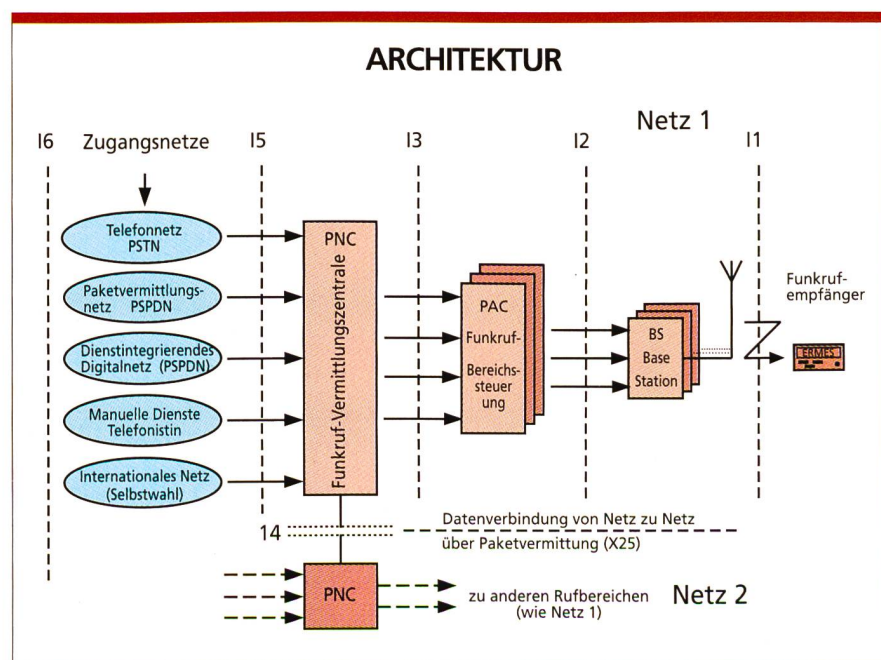 ARCHITEKTUR
Netz 1
I6
Zugangsnetze
I5
I3
I2
I1
Telefonnetz
PSTN
Paketvermittlungs-
netz PSPDN
Dienstintegrierendes
Digitalnetz (PSPDN)
Manuelle Dienste
Telefonistin
Internationales Netz
(Selbstwahl)
PNC
Funkruf-Vermittlungszentrale
PAC
Funkruf-
Bereichs-
steuer
ung
BS
Base
Station
Funkruf-
empfänger
ERMES
14
Datenverbindung von Netz zu Netz
über Paketvermittung (X25)
PNC
zu anderen Rufbereichen
(wie Netz 1)
Netz 2